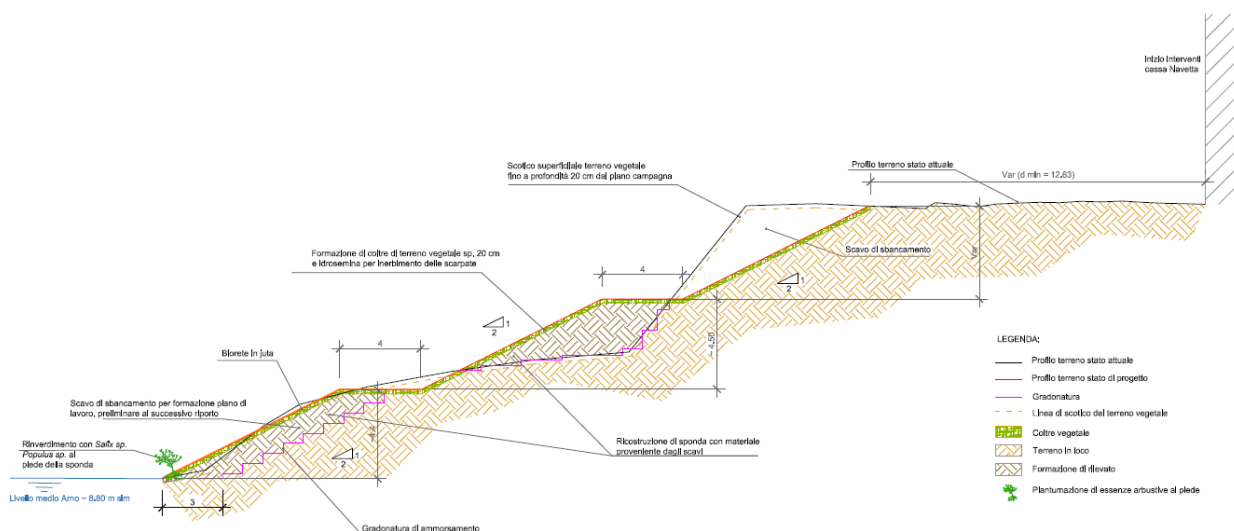 Inizio interventi
cassa Navetta
Scotico superficiale terreno vegetale
fino a profondità 20 cm dal piano campagna
Profilo terreno stato attuale
Var (d min = 12.63)
Scavo di sbancamento
Var
Formazione di coltre di terreno vegetale sp. 20 cm
e idrosemina per inerbimento delle scarpate
4
1
2
1
2
~ 4,50
Biorete in juta
4
Scavo di sbancamento per formazione plano di
lavoro, preliminare al successivo riporto
~4.4
Rinverdimento con Salix sp.
Populus sp. al
piede della sponda
1
2
Ricostruzione di sponda con materiale
proveniente dagli scavi
Livello medio Arno ~ 8.80 m slm
3
Gradonatura di ammorsamento
LEGENDA:
Profilo terreno stato attuale
Profilo terreno stato di progetto
Gradonatura
Linea di scotico del terreno vegetale
Coltre vegetale
Terreno in loco
Formazione di rilevato
Piantumazione di essenze arbustive al piede